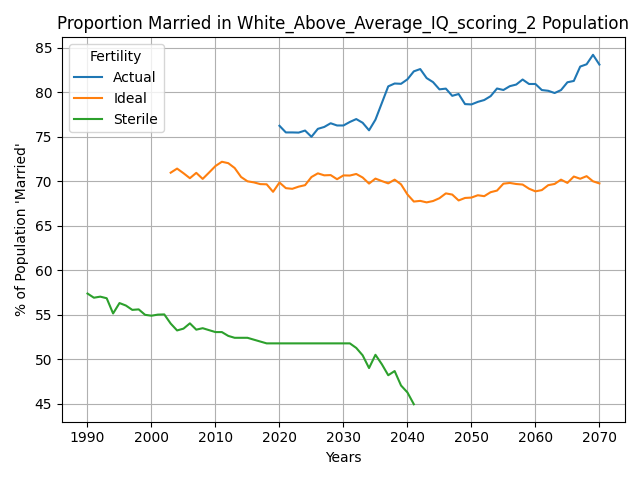 Proportion Married in White_Above_Average_IQ_scoring_2 Population
Fertility
Actual
Ideal
Sterile
% of Population 'Married'
85
80
75
70
65
60
55
50
45
1990 2000 2010 2020 2030 2040 2050 2060 2070
Years